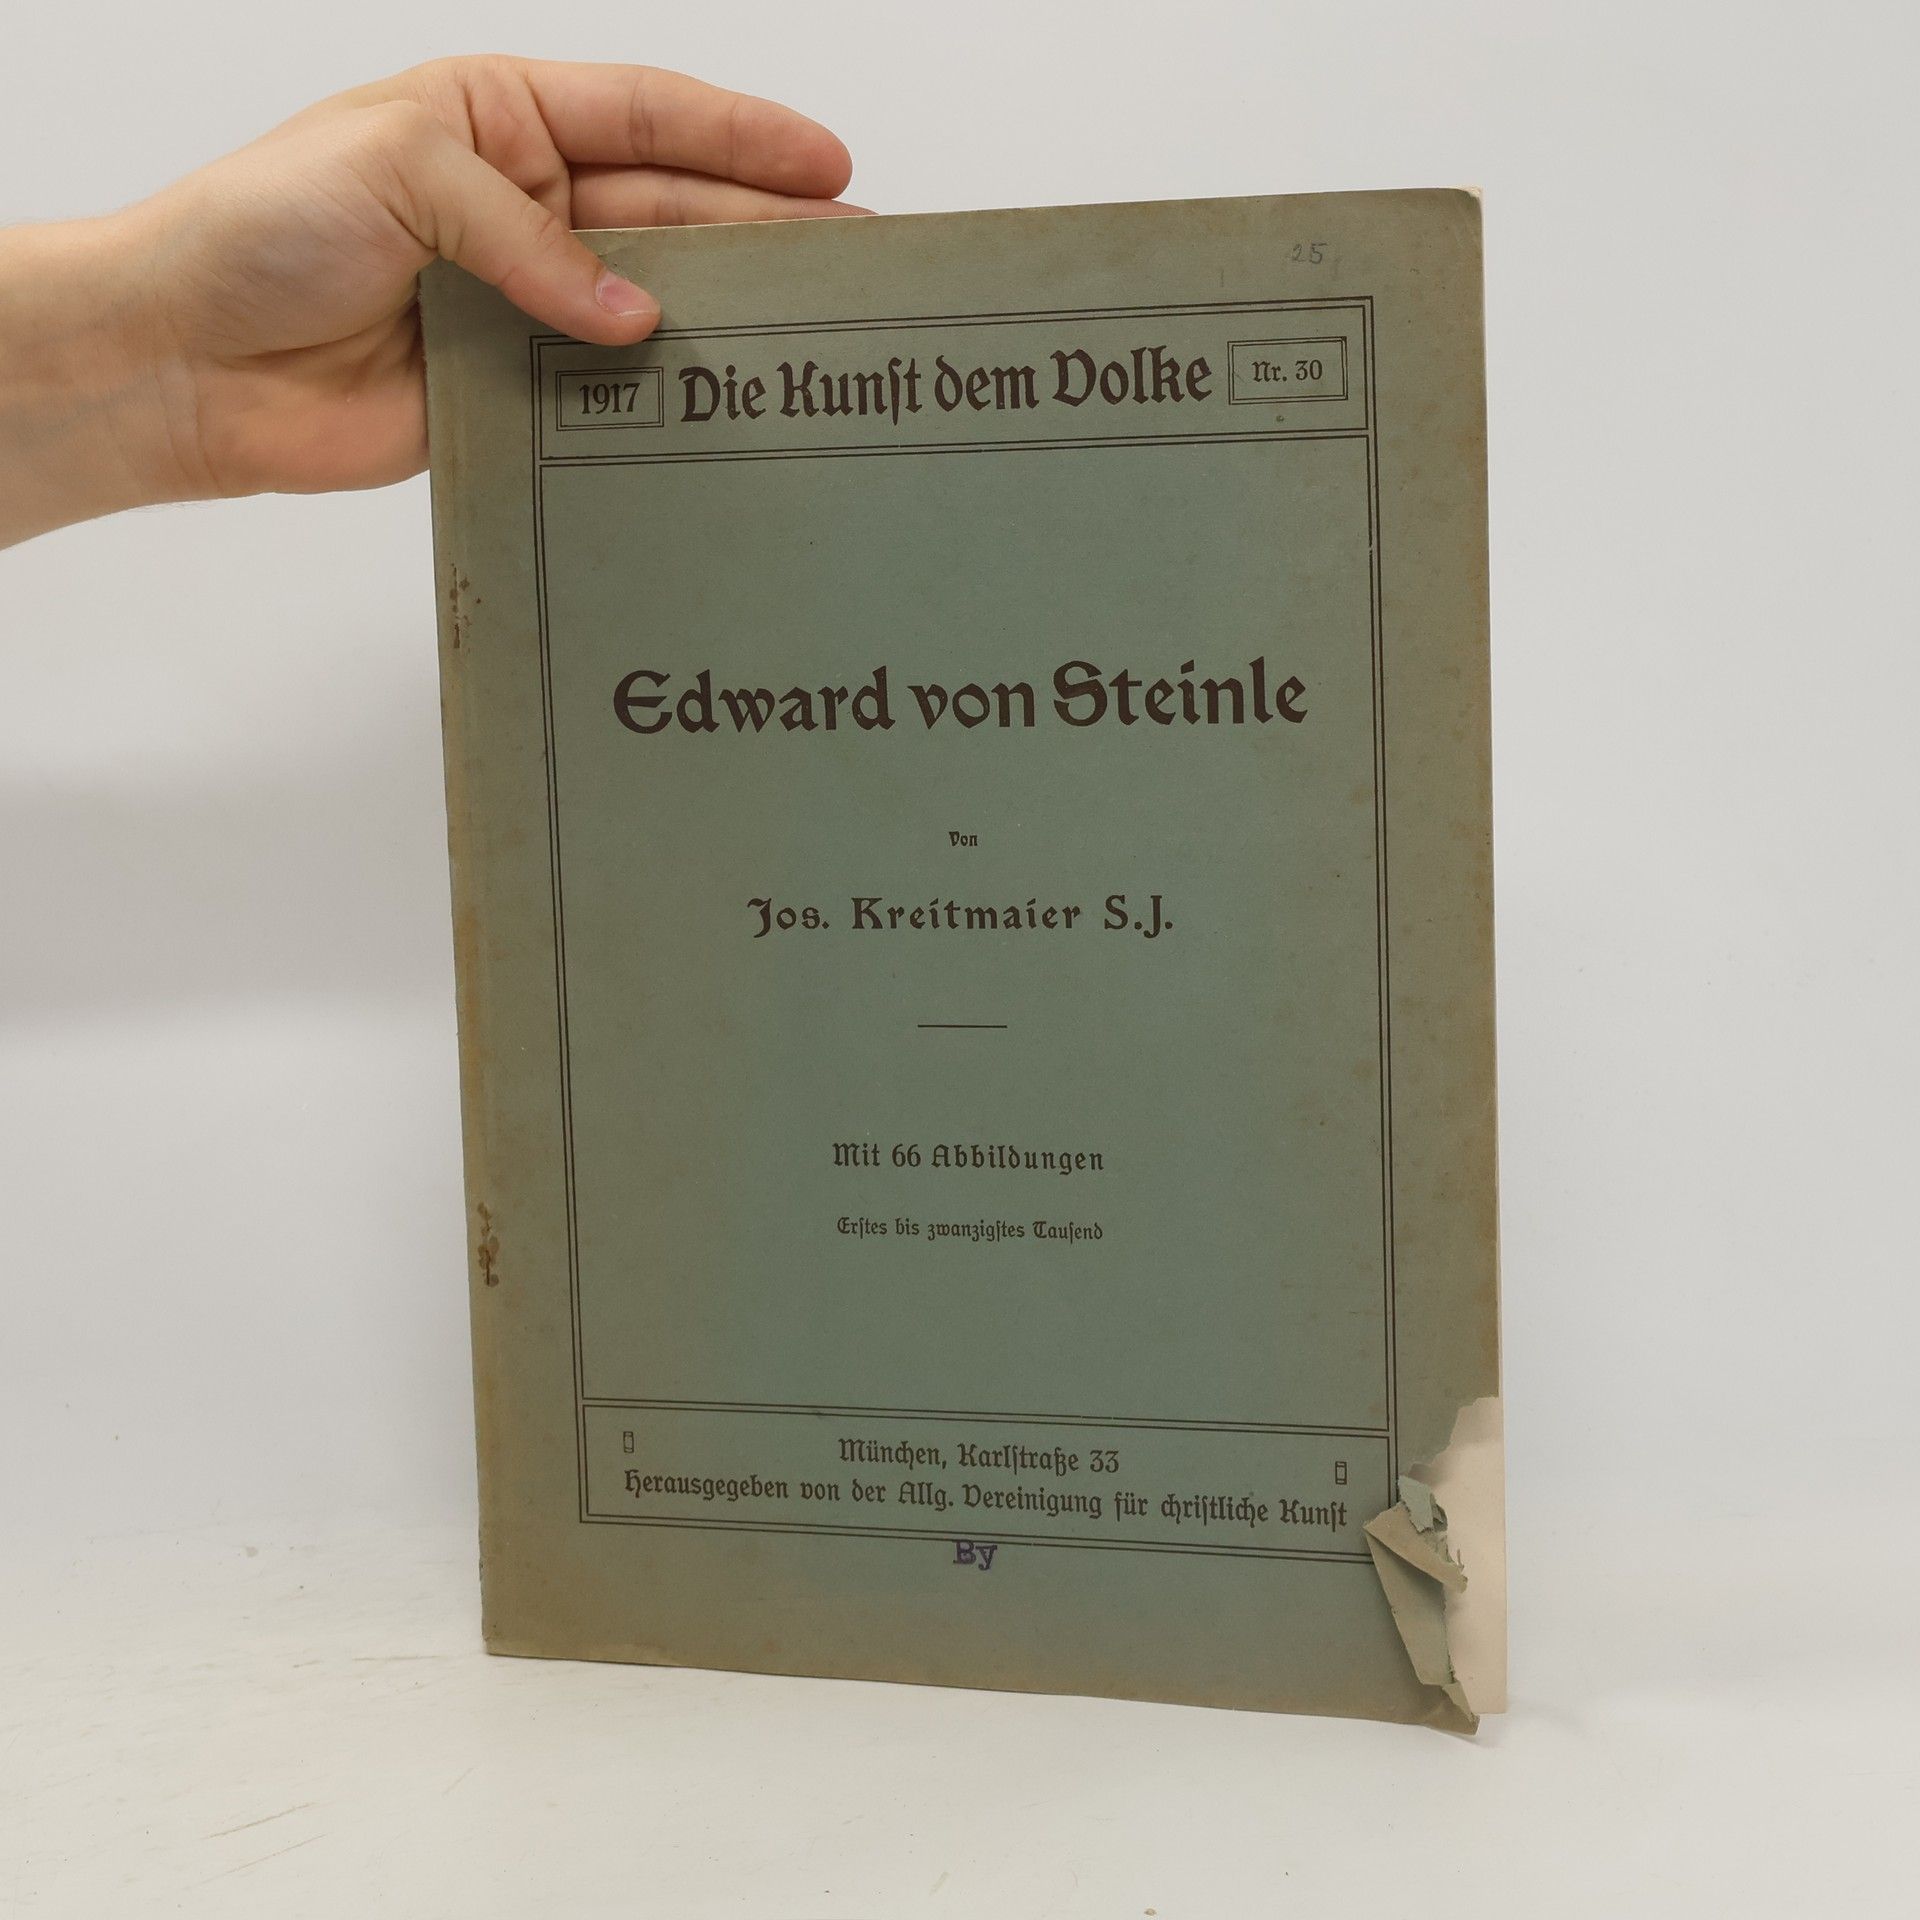 25
1917 Die Kunſt dem Volke Nr. 30
Edward von Steinle
Von
Jos. Kreitmaier S.J.
Mit 66 Abbildungen
Erſtes bis zwanzigſtes Tauſend
München, Karlſtraße 33
Herausgegeben von der Allg. Vereinigung für chriſtliche Kunſt
By